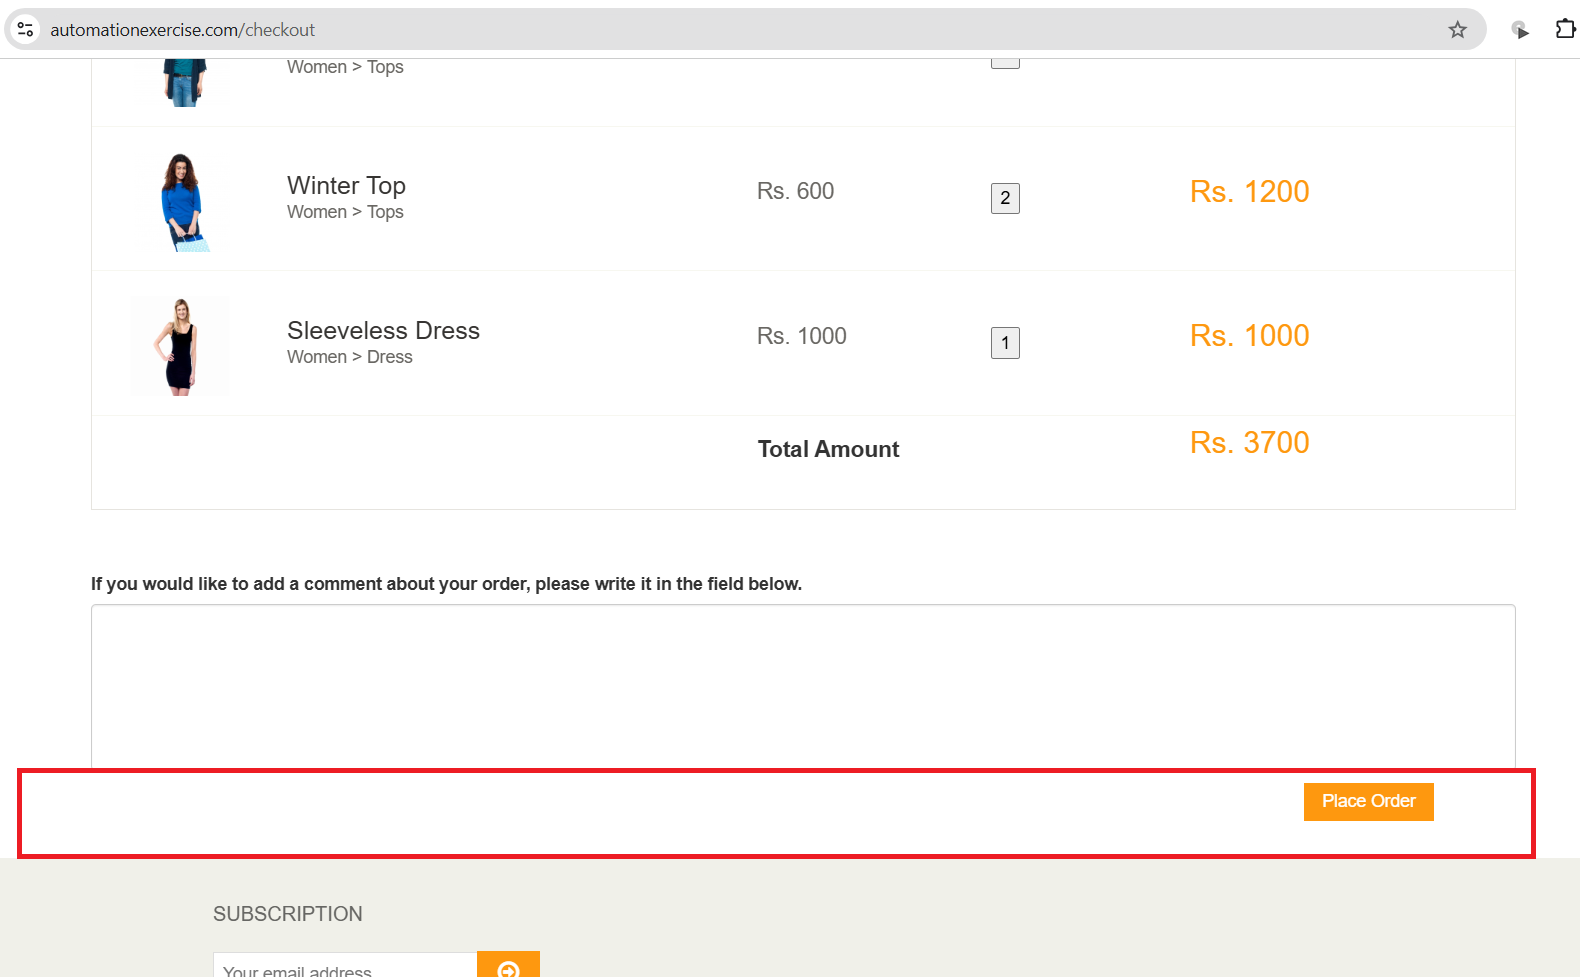 automationexercise.com/checkout
Women > Tops
Winter Top
Women > Tops
Rs. 600
2
Rs. 1200
Sleeveless Dress
Women > Dress
Rs. 1000
1
Rs. 1000
Total Amount
Rs. 3700
If you would like to add a comment about your order, please write it in the field below.
Place Order
SUBSCRIPTION
Your email address